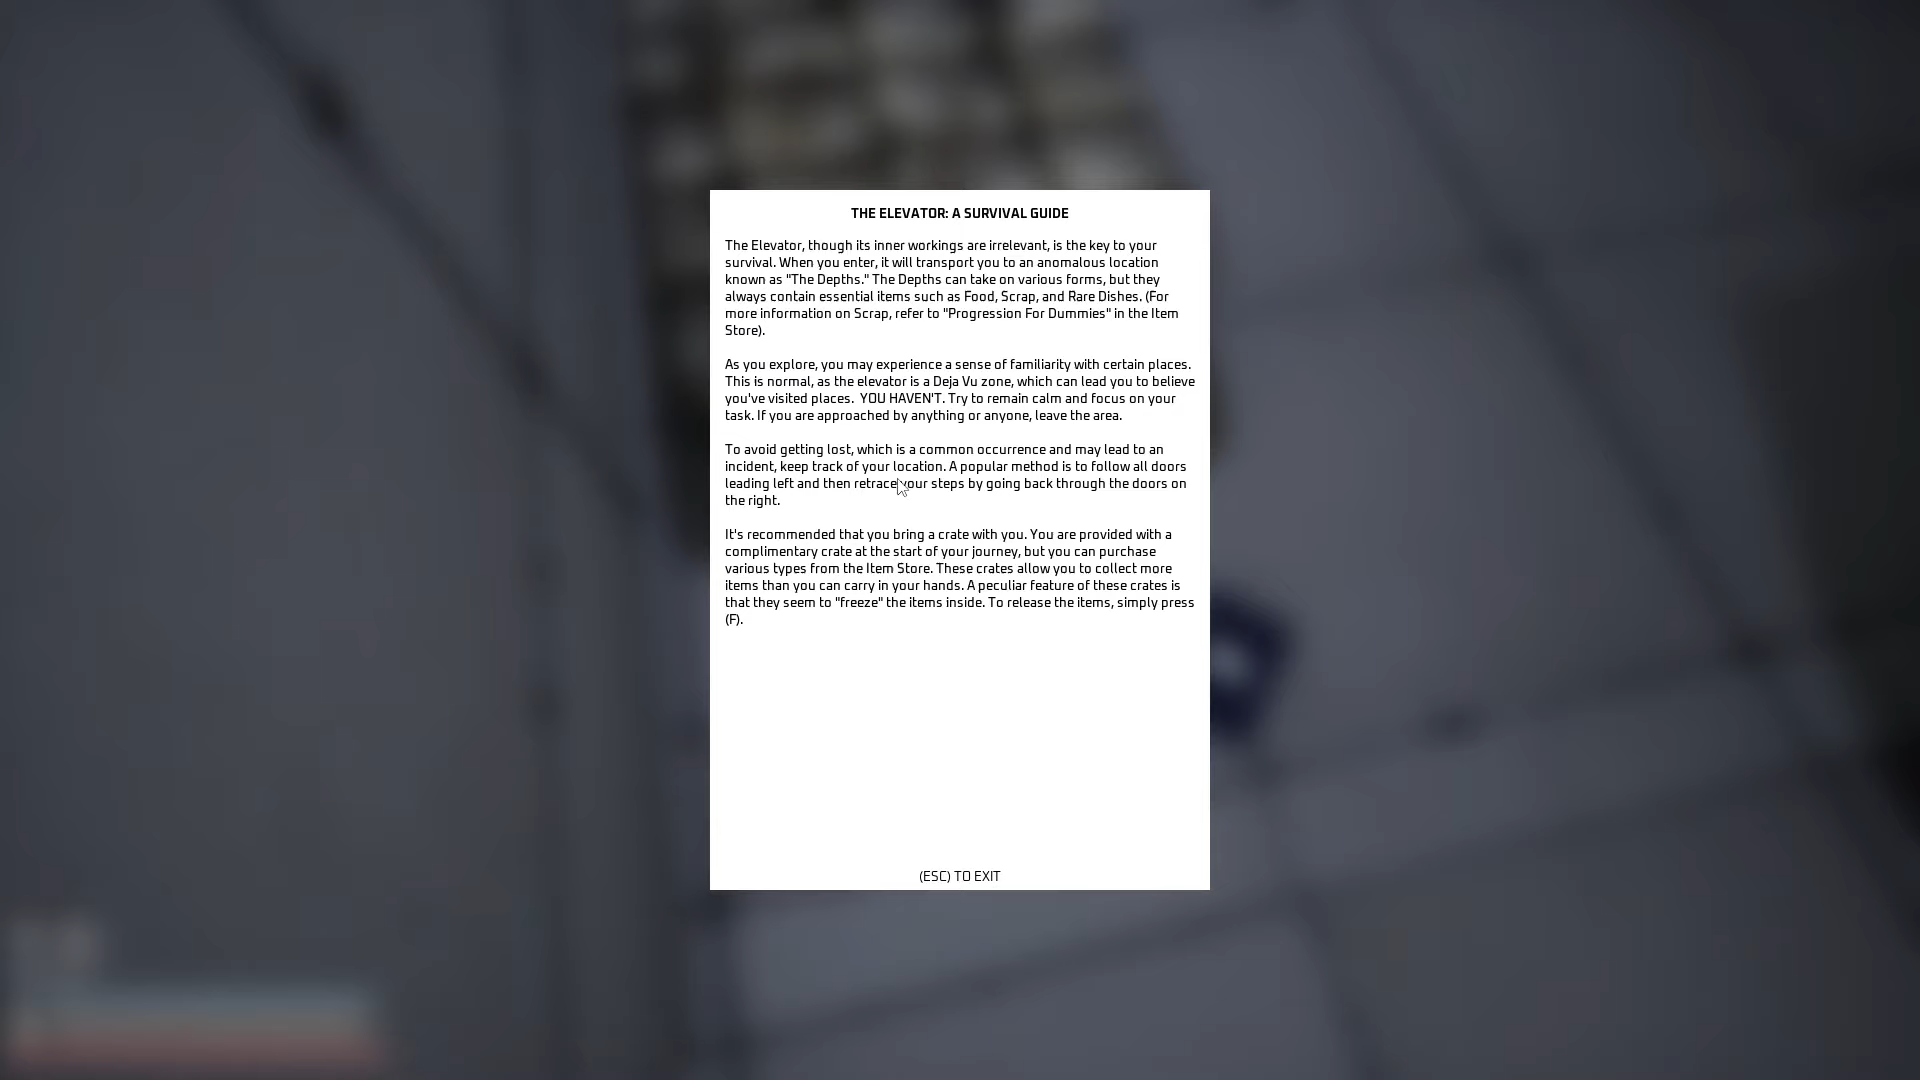 THE ELEVATOR: A SURVIVAL GUIDE
The Elevator, though its inner workings are irrelevant, is the key to your
survival. When you enter, it will transport you to an anomalous location
known as "The Depths." The Depths can take on various forms, but they
always contain essential items such as Food, Scrap, and Rare Dishes. (For
more information on Scrap, refer to "Progression For Dummies" in the Item
Store).
As you explore, you may experience a sense of familiarity with certain places.
This is normal, as the elevator is a Deja Vu zone, which can lead you to believe
you've visited places.  YOU HAVEN'T. Try to remain calm and focus on your
task. If you are approached by anything or anyone, leave the area.
To avoid getting lost, which is a common occurrence and may lead to an
incident, keep track of your location. A popular method is to follow all doors
leading left and then retrace your steps by going back through the doors on
the right.
It's recommended that you bring a crate with you. You are provided with a
complimentary crate at the start of your journey, but you can purchase
various types from the Item Store. These crates allow you to collect more
items than you can carry in your hands. A peculiar feature of these crates is
that they seem to "freeze" the items inside. To release the items, simply press
(F).
(ESC) TO EXIT